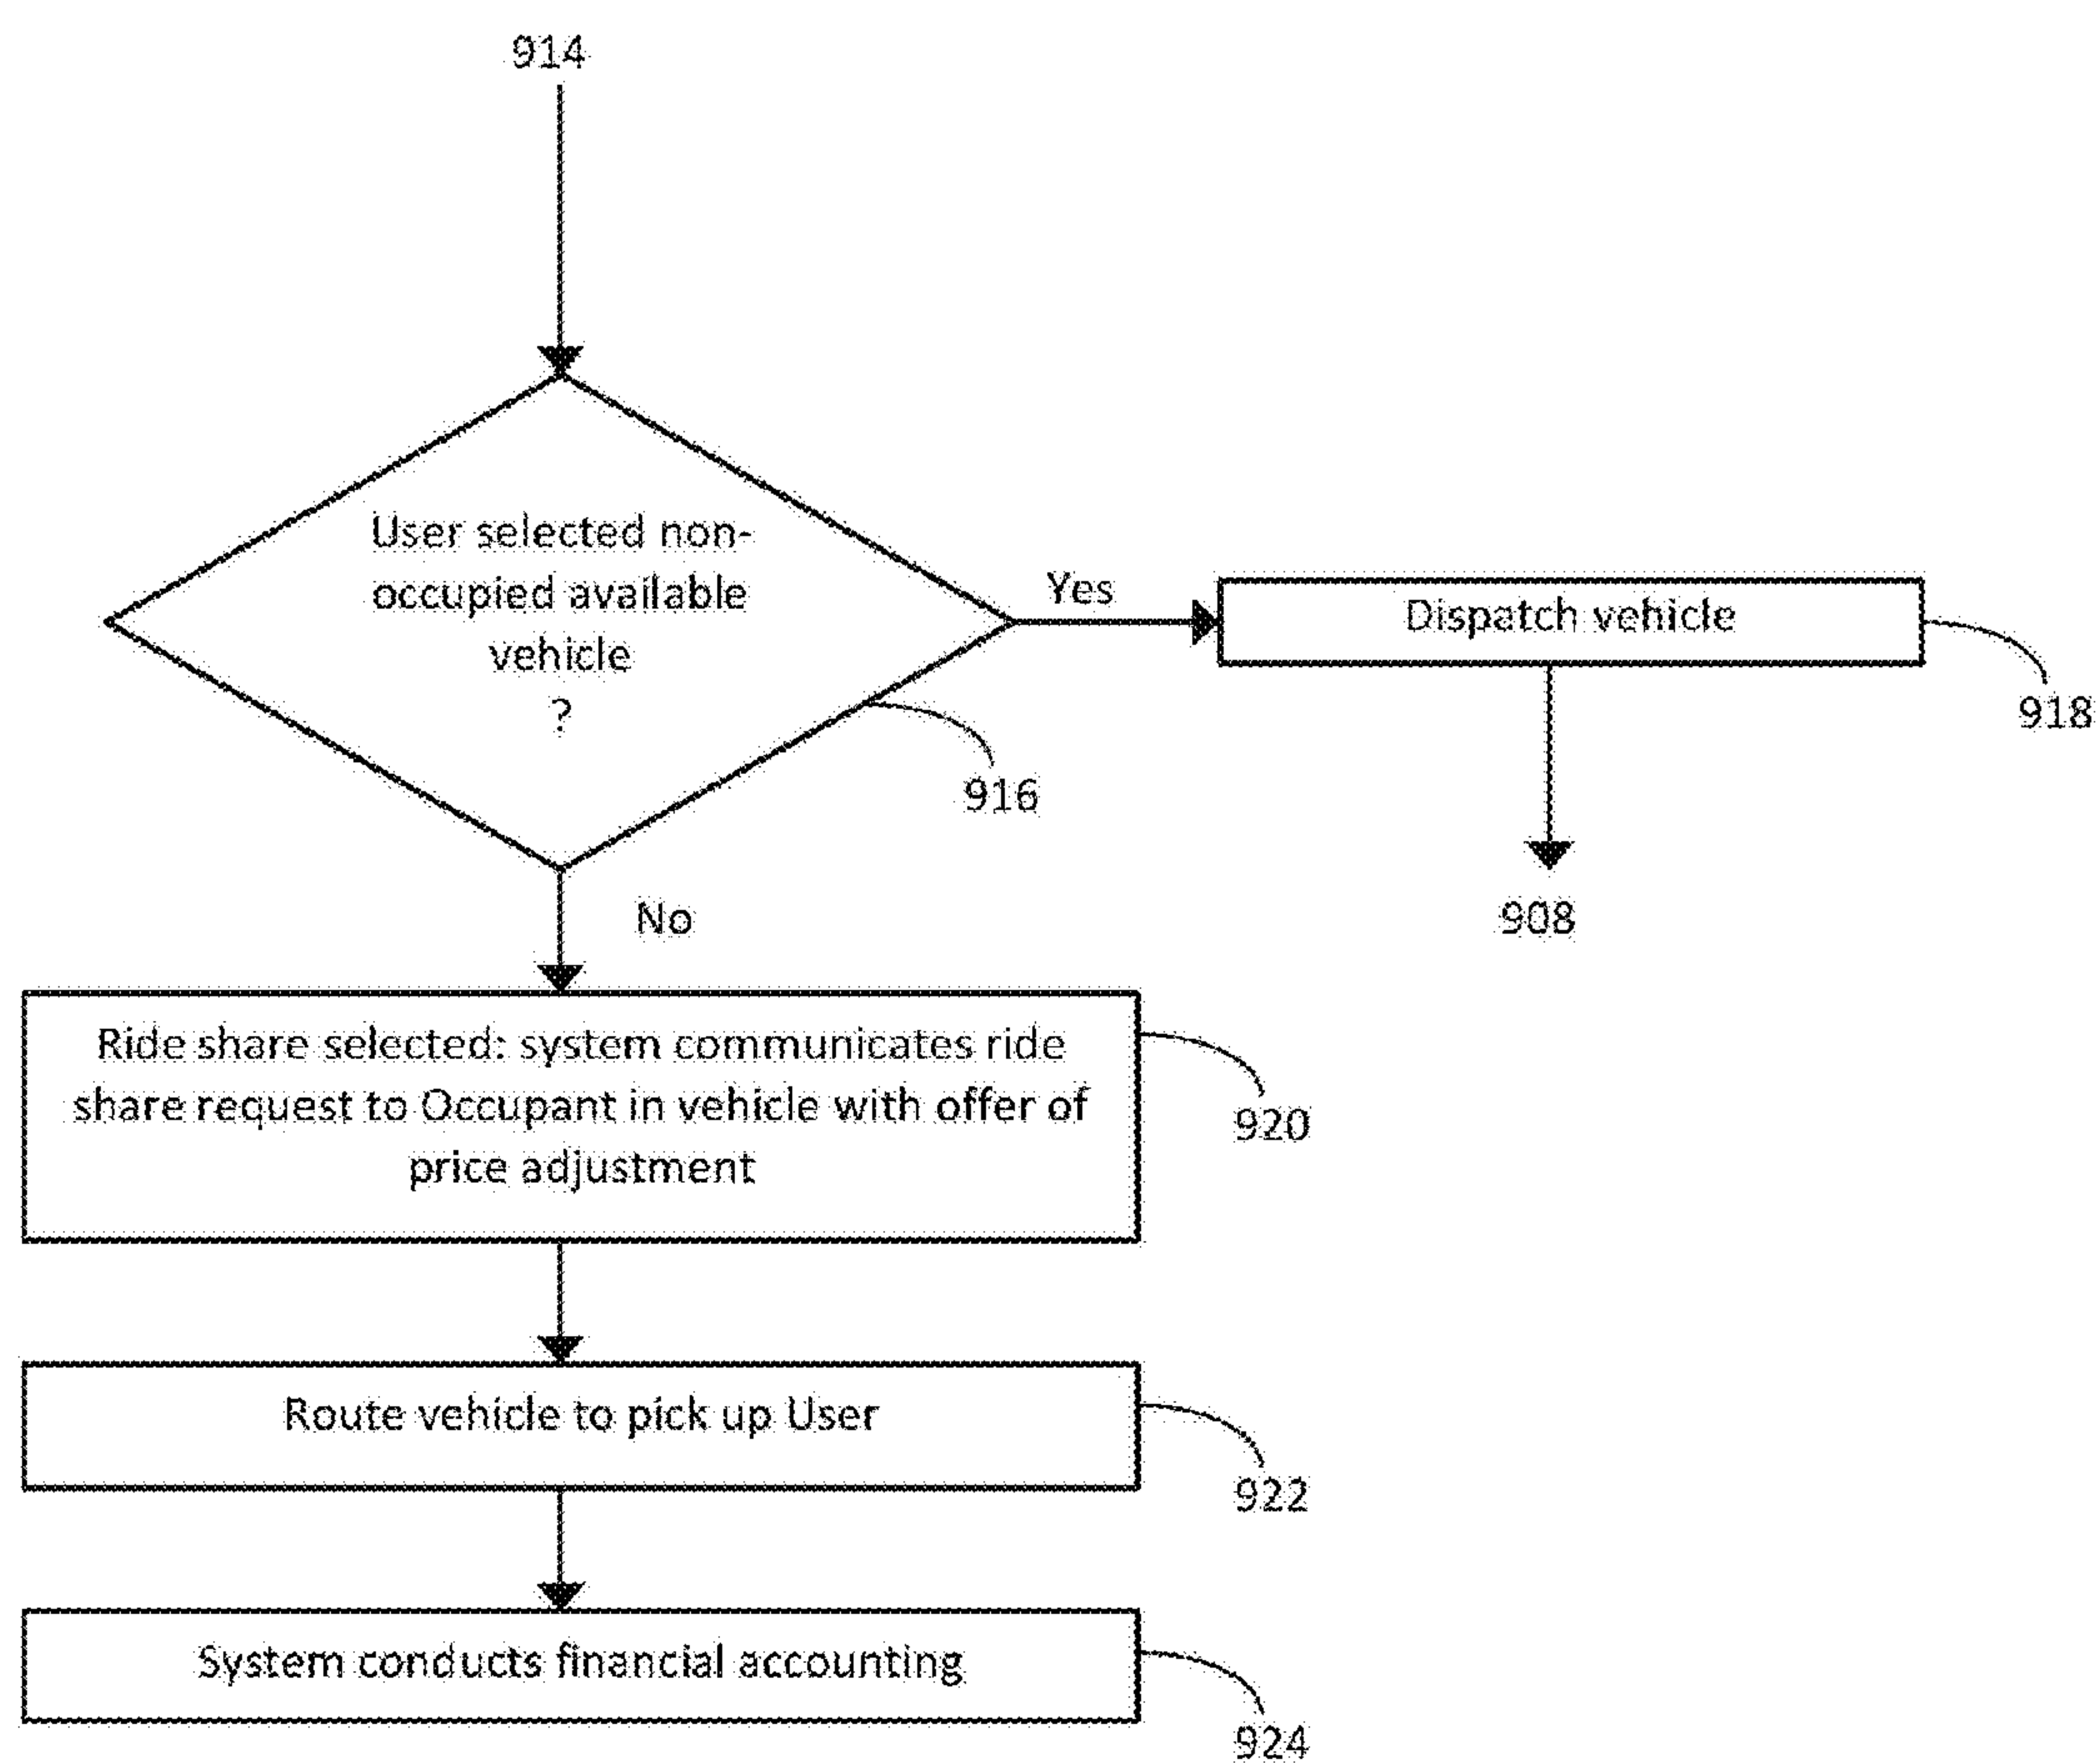 914
User selected non-
occupied available
vehicle
?
Yes
Dispatch vehicle
918
916
908
No
Ride share selected: system communicates ride
share request to Occupant in vehicle with offer of
price adjustment
920
Route vehicle to pick up User
922
System conducts financial accounting
924